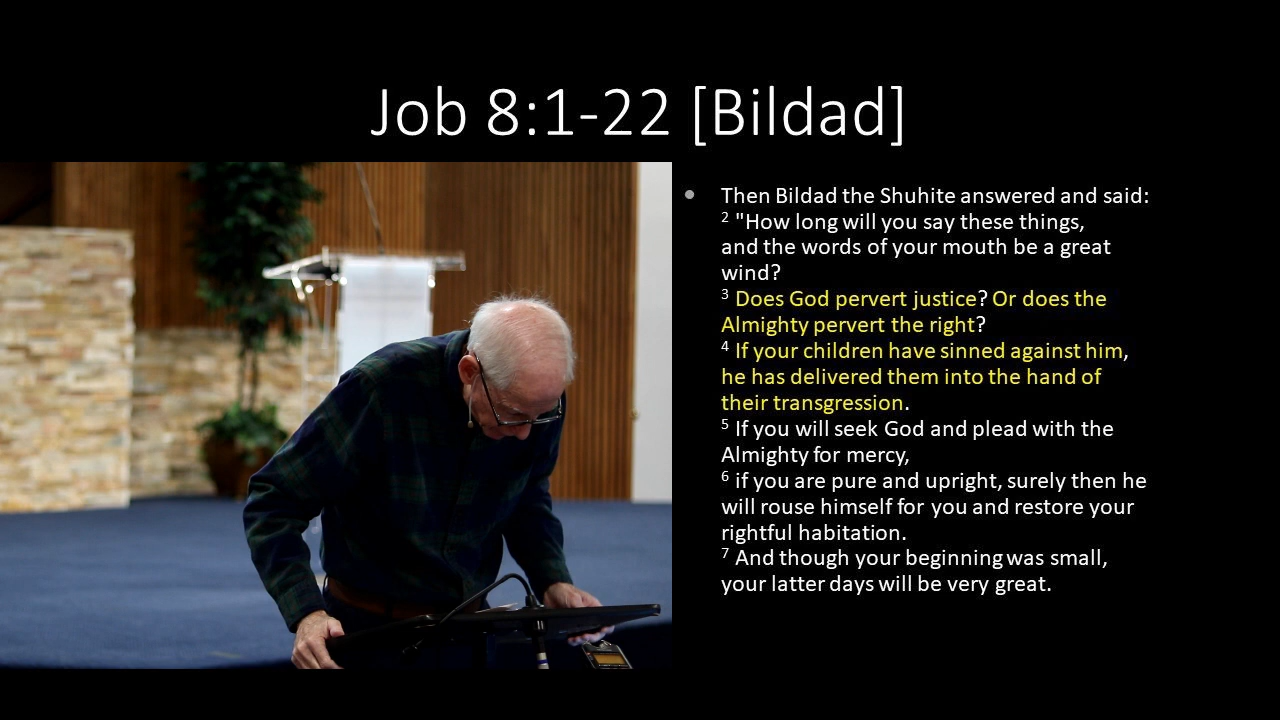 Job 8:1-22 [Bildad]
• Then Bildad the Shuhite answered and said:
2 "How long will you say these things,
and the words of your mouth be a great
wind?
3 Does God pervert justice? Or does the
Almighty pervert the right?
4 If your children have sinned against him,
he has delivered them into the hand of
their transgression.
5 If you will seek God and plead with the
Almighty for mercy,
6 if you are pure and upright, surely then he
will rouse himself for you and restore your
rightful habitation.
7 And though your beginning was small,
your latter days will be very great.